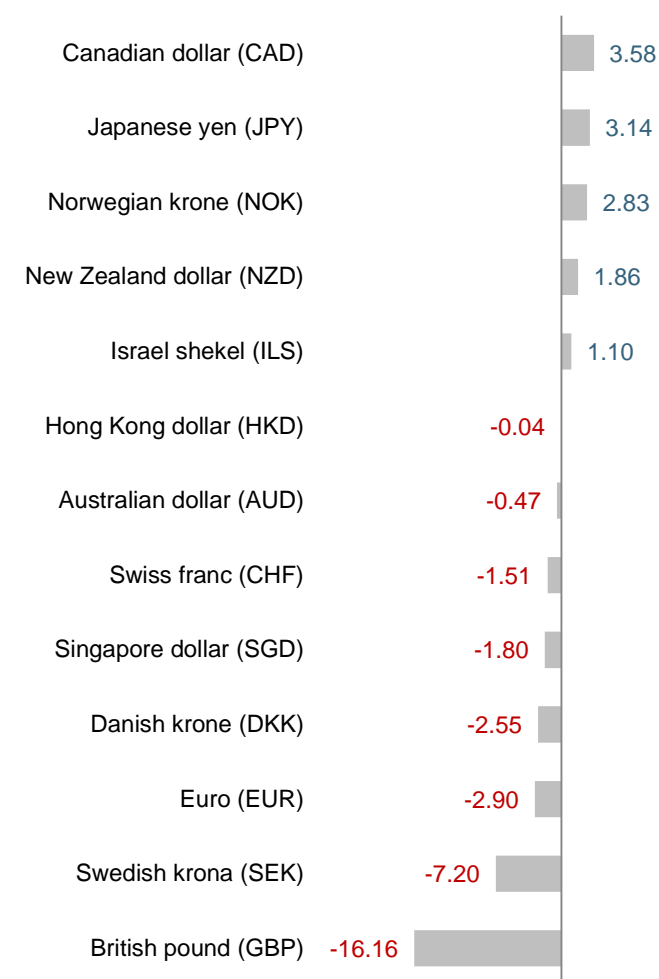 Canadian dollar (CAD) 3.58
Japanese yen (JPY) 3.14
Norwegian krone (NOK) 2.83
New Zealand dollar (NZD) 1.86
Israel shekel (ILS) 1.10
Hong Kong dollar (HKD) -0.04
Australian dollar (AUD) -0.47
Swiss franc (CHF) -1.51
Singapore dollar (SGD) -1.80
Danish krone (DKK) -2.55
Euro (EUR) -2.90
Swedish krona (SEK) -7.20
British pound (GBP) -16.16